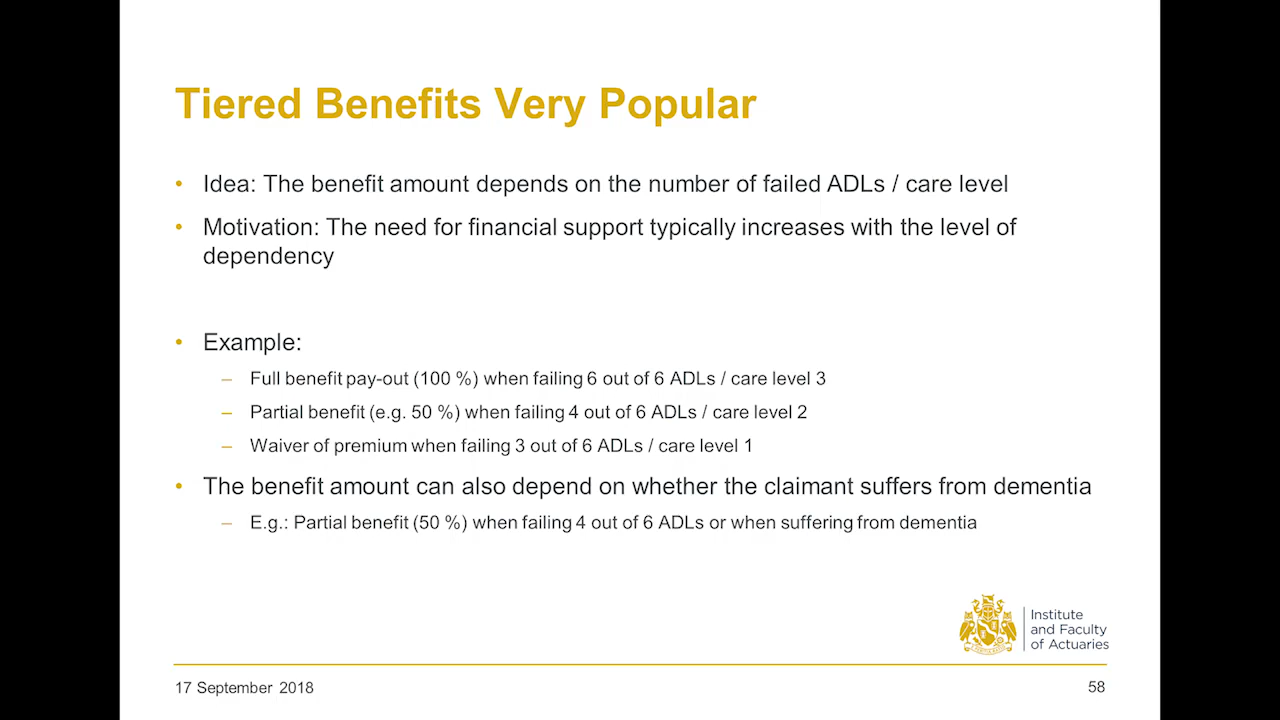 Tiered Benefits Very Popular
• Idea: The benefit amount depends on the number of failed ADLs / care level
• Motivation: The need for financial support typically increases with the level of
dependency
• Example:
– Full benefit pay-out (100 %) when failing 6 out of 6 ADLs / care level 3
– Partial benefit (e.g. 50 %) when failing 4 out of 6 ADLs / care level 2
– Waiver of premium when failing 3 out of 6 ADLs / care level 1
• The benefit amount can also depend on whether the claimant suffers from dementia
– E.g.: Partial benefit (50 %) when failing 4 out of 6 ADLs or when suffering from dementia
Institute
and Faculty
of Actuaries
17 September 2018
58